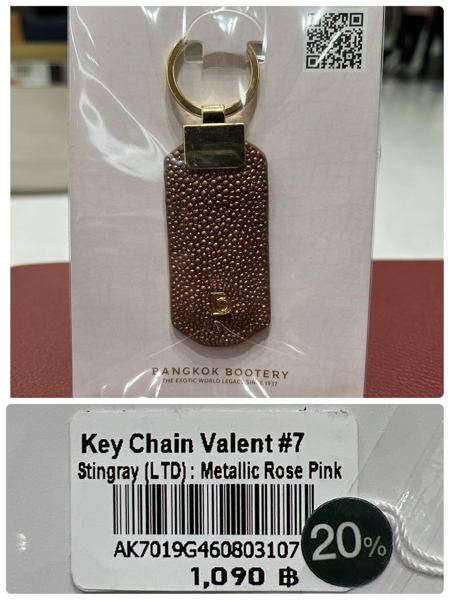 B
BANGKOK BOOTERY
THE EXOTIC WORLD LEGACY SINCE 1937
Key Chain Valent #7
Stingray (LTD) : Metallic Rose Pink
AK7019G460803107
20%
1,090 ฿